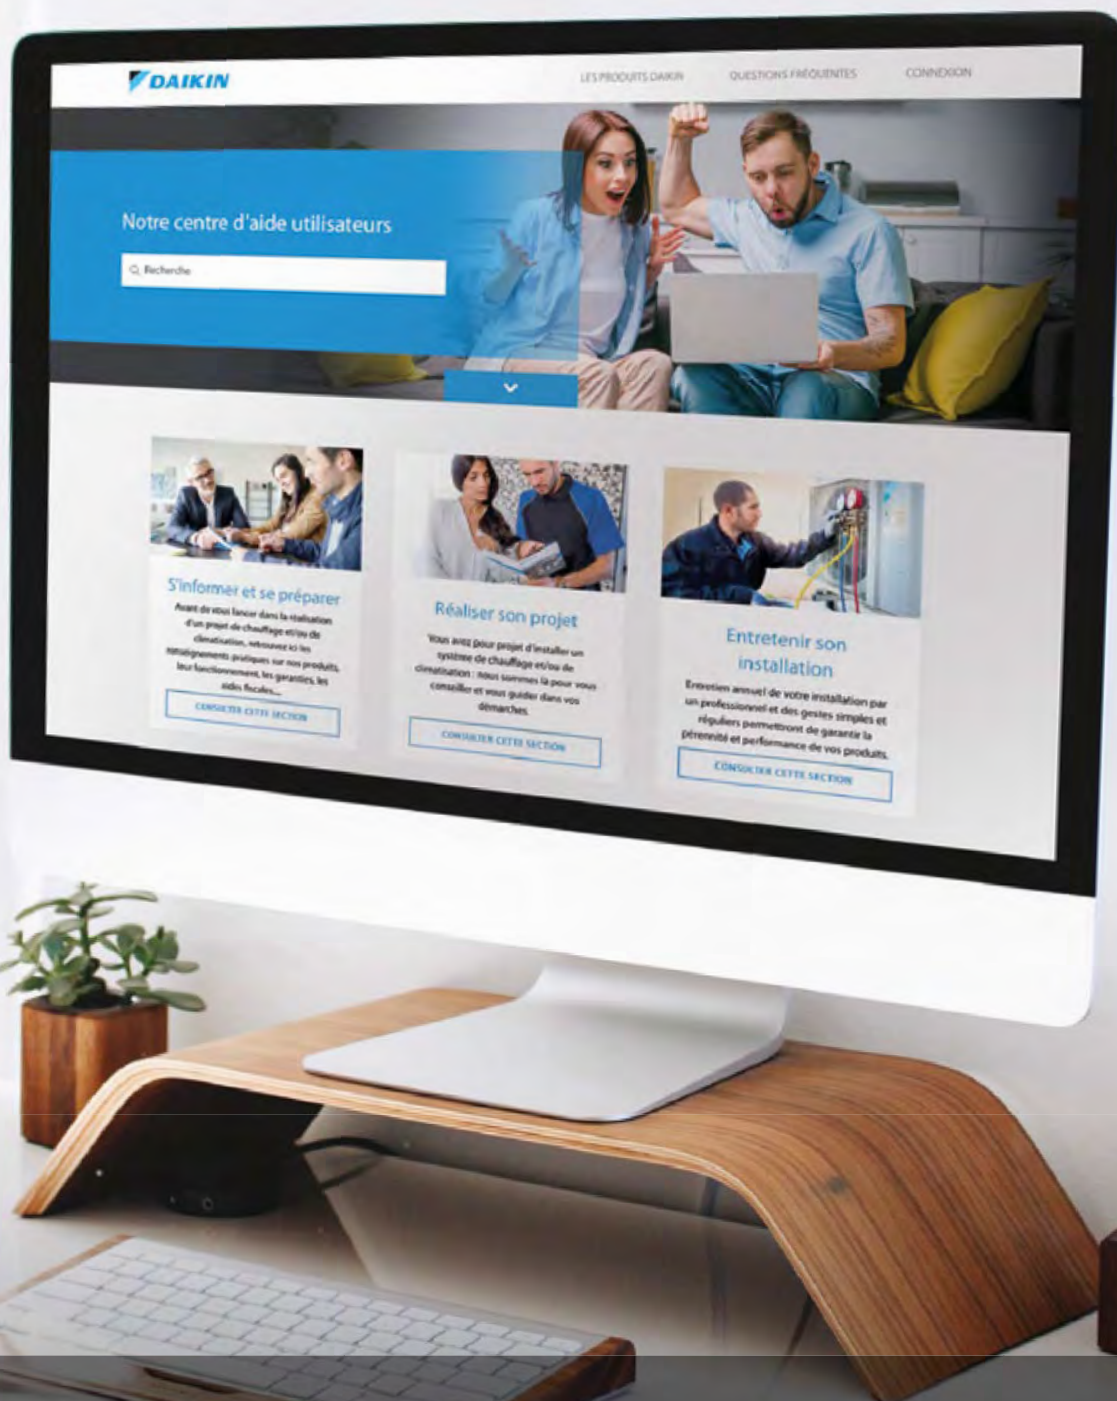 DAIKIN
LES PRODUITS DAIKIN
QUESTIONS FRÉQUENTES
CONNEXION
Notre centre d'aide utilisateurs
Recherche
S'informer et se préparer
Avant de vous lancer dans la réalisation
d'un projet de chauffage et/ou de
climatisation, retrouvez ici les
renseignements pratiques sur nos produits,
leur fonctionnement, les garanties, les
aides fiscales,...
CONSULTER CETTE SECTION
Réaliser son projet
Vous avez pour projet d'installer un
système de chauffage et/ou de
climatisation : nous sommes là pour vous
conseiller et vous guider dans vos
démarches.
CONSULTER CETTE SECTION
Entretenir son
installation
Entretien annuel de votre installation par
un professionnel et des gestes simples et
réguliers permettront de garantir la
pérennité et performance de vos produits.
CONSULTER CETTE SECTION